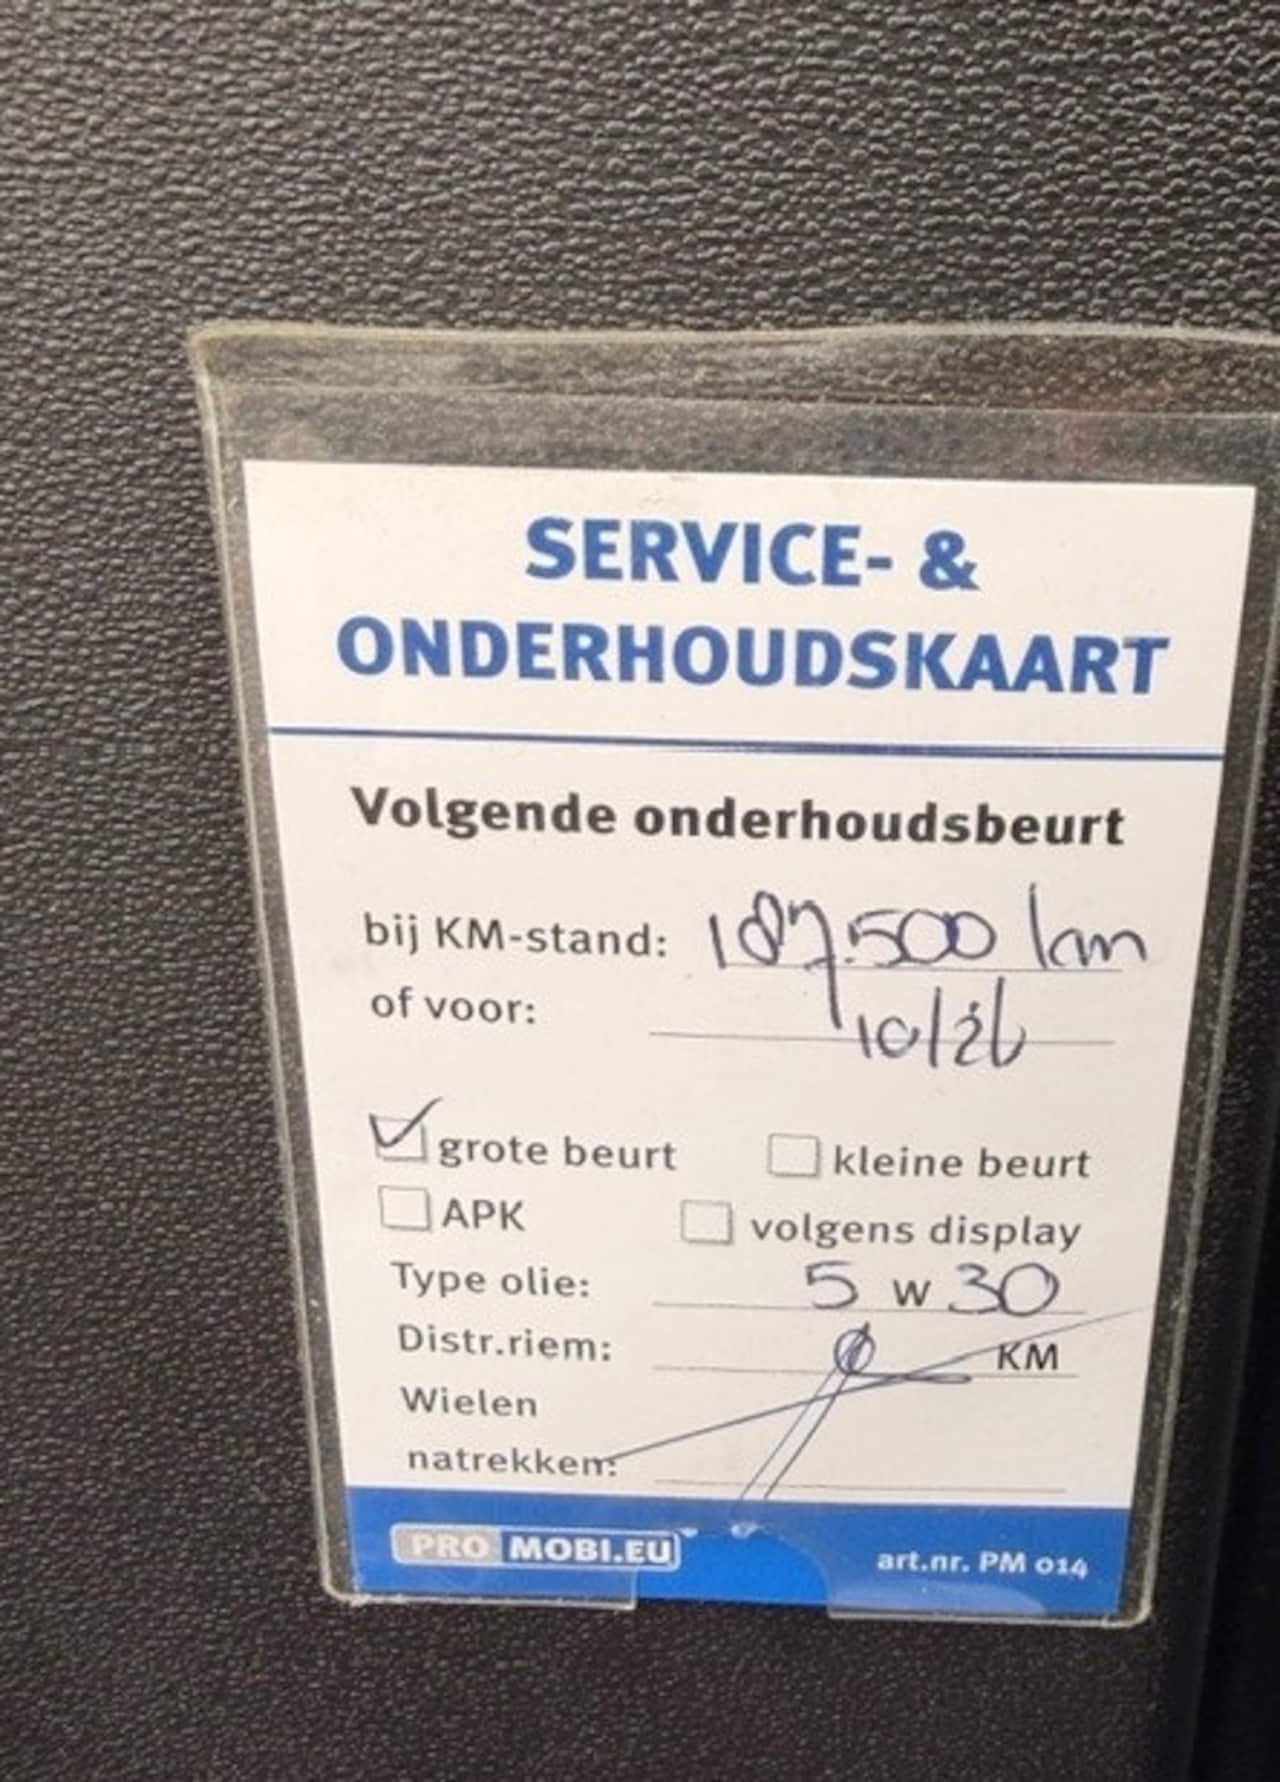 SERVICE- &
ONDERHOUDSKAART
Volgende onderhoudsbeurt
bij KM-stand: 187.500 km
of voor: 10/26
grote beurt kleine beurt
APK volgens display
Type olie: 5 w 30
Distr.riem: KM
Wielen
natrekken:
PRO MOBI.EU art.nr. PM 014